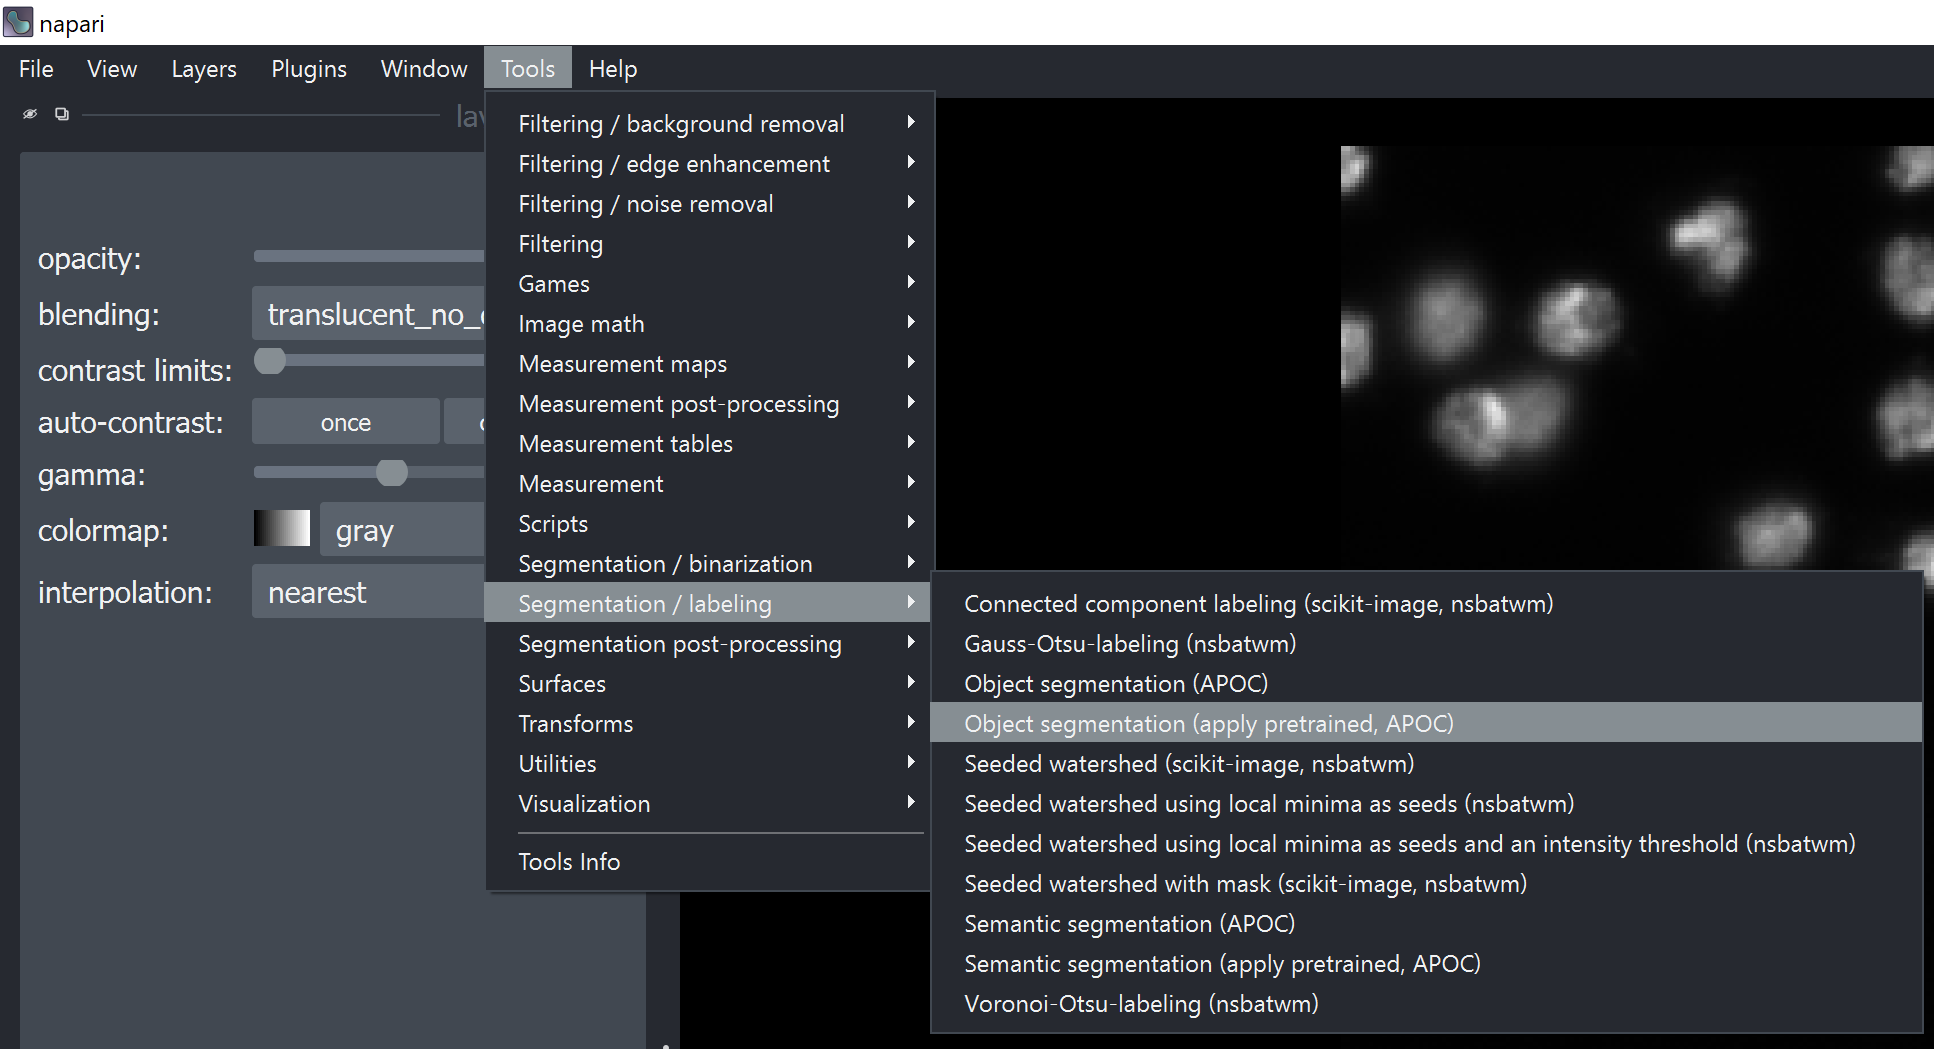 napari
File View Layers Plugins Window Tools Help
Filtering / background removal
Filtering / edge enhancement
Filtering / noise removal
Filtering
Games
Image math
Measurement maps
Measurement post-processing
Measurement tables
Measurement
Scripts
Segmentation / binarization
Segmentation / labeling
Segmentation post-processing
Surfaces
Transforms
Utilities
Visualization
Tools Info
opacity:
blending: translucent_no_
contrast limits:
auto-contrast: once
gamma:
colormap: gray
interpolation: nearest
Connected component labeling (scikit-image, nsbatwm)
Gauss-Otsu-labeling (nsbatwm)
Object segmentation (APOC)
Object segmentation (apply pretrained, APOC)
Seeded watershed (scikit-image, nsbatwm)
Seeded watershed using local minima as seeds (nsbatwm)
Seeded watershed using local minima as seeds and an intensity threshold (nsbatwm)
Seeded watershed with mask (scikit-image, nsbatwm)
Semantic segmentation (APOC)
Semantic segmentation (apply pretrained, APOC)
Voronoi-Otsu-labeling (nsbatwm)